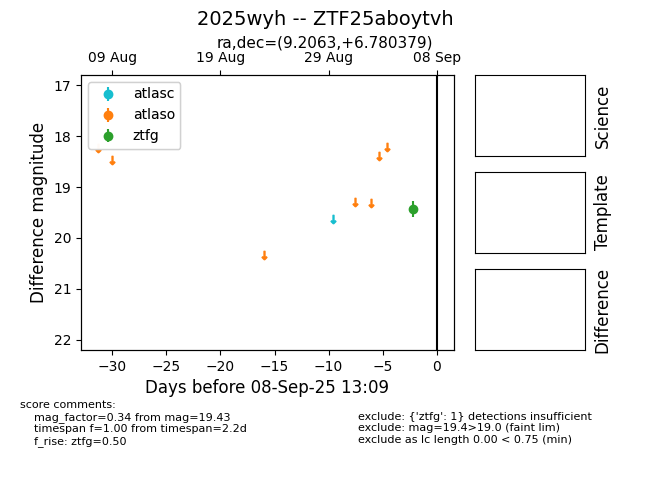 2025wyh -- ZTF25aboytvh
ra,dec=(9.2063,+6.780379)
09 Aug 19 Aug 29 Aug 08 Sep
atlasc
atlaso
ztfg
17
18
19
20
21
22
Difference magnitude
−30 −25 −20 −15 −10 −5 0
Days before 08-Sep-25 13:09
Science
Template
Difference
score comments:
mag_factor=0.34 from mag=19.43
timespan f=1.00 from timespan=2.2d
f_rise: ztfg=0.50
exclude: {'ztfg': 1} detections insufficient
exclude: mag=19.4>19.0 (faint lim)
exclude as lc length 0.00 < 0.75 (min)